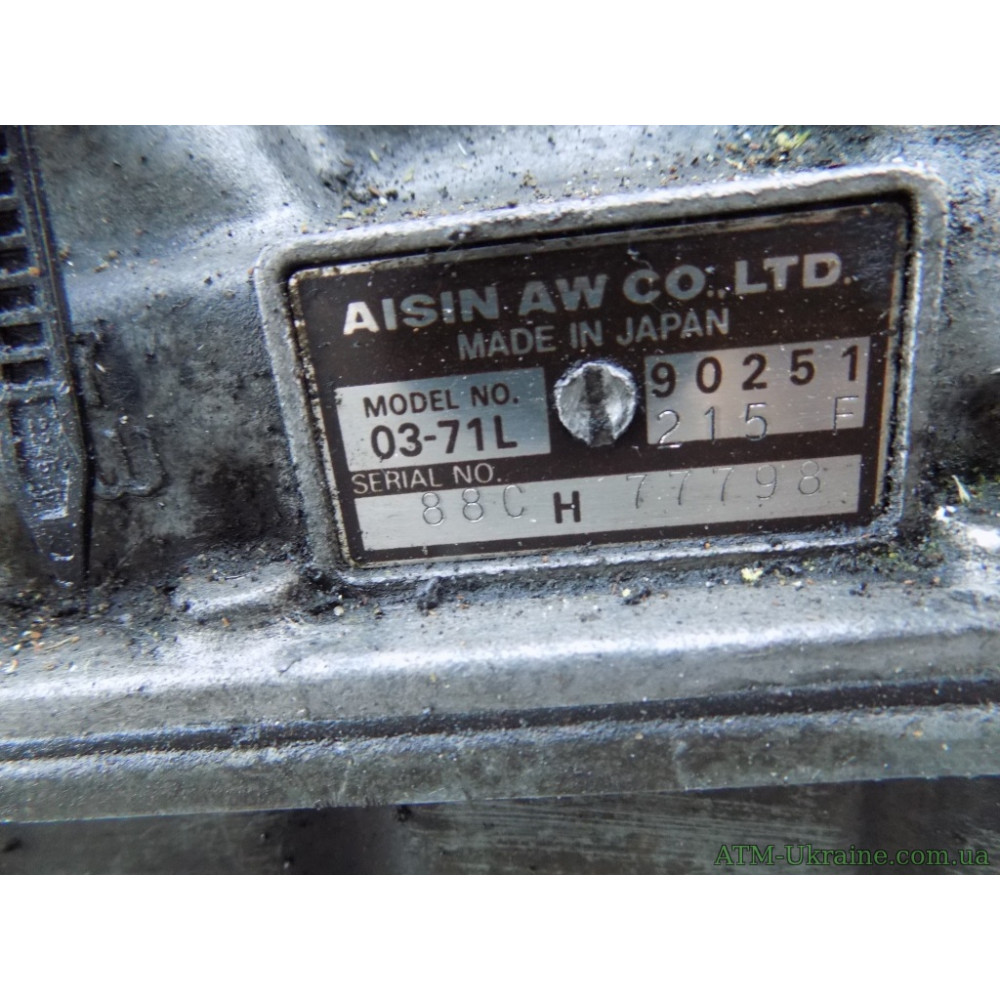 AISIN AW CO., LTD.
MADE IN JAPAN
MODEL NO.
03-71L
90251
215 F
SERIAL NO.
88C H 77798
ATM-Ukraine.com.ua